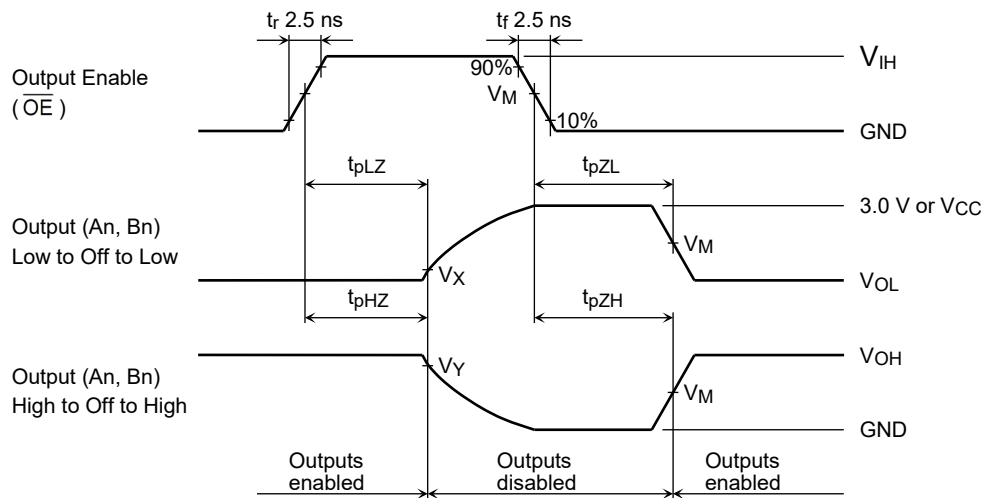 tr 2.5 ns
tf 2.5 ns
Output Enable
( OE )
90%
VM
10%
VIH
GND
tpLZ
tpZL
Output (An, Bn)
Low to Off to Low
3.0 V or VCC
VM
VX
VOL
tpHZ
tpZH
Output (An, Bn)
High to Off to High
VOH
VY
VM
GND
Outputs
enabled
Outputs
disabled
Outputs
enabled